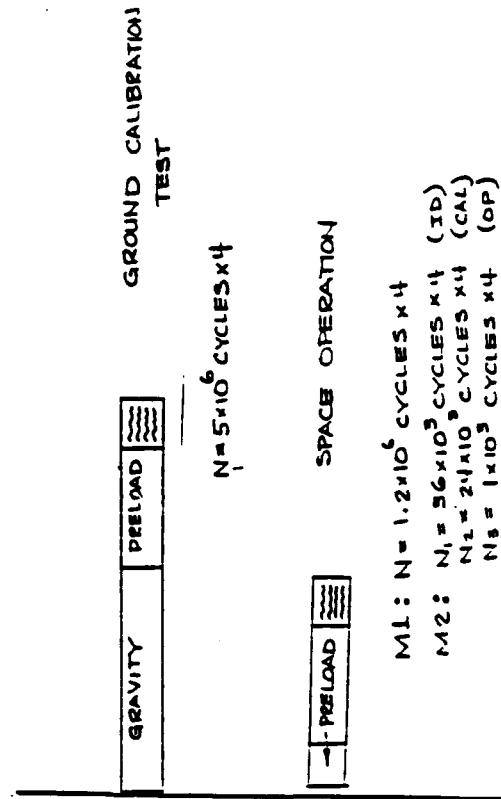 GROUND CALIBRATION
TEST
GRAVITY
PRELOAD
N = 5×10⁶ CYCLES×4
SPACE OPERATION
PRELOAD
M1: N = 1.2×10⁶ CYCLES ×4
M2: N₁ = 96×10³ CYCLES ×4 (ID)
N₂ = 24×10³ CYCLES ×4 (CAL)
N₃ = 1×10³ CYCLES ×4 (OP)